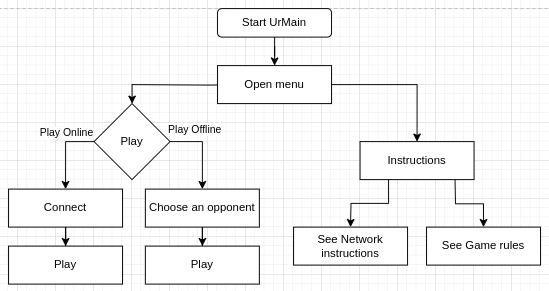 Start UrMain
Open menu
Play Online
Play
Play Offline
Instructions
Connect
Choose an opponent
See Network
instructions
See Game rules
Play
Play